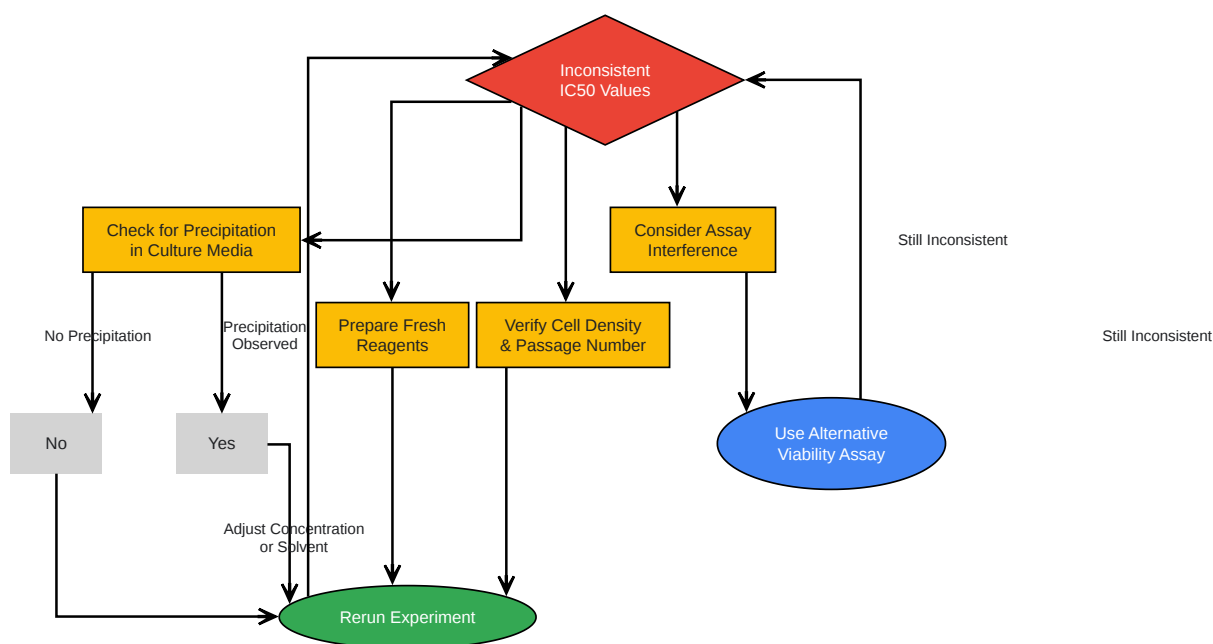 Inconsistent
IC50 Values
Check for Precipitation
in Culture Media
Consider Assay
Interference
Still Inconsistent
No Precipitation
Precipitation
Observed
Prepare Fresh
Reagents
Verify Cell Density
& Passage Number
Still Inconsistent
No
Yes
Use Alternative
Viability Assay
Adjust Concentration
or Solvent
Rerun Experiment